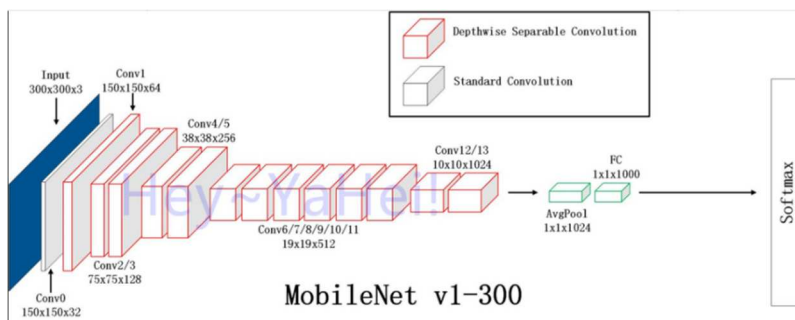 Depthwise Separable Convolution
Standard Convolution
Input
300x300x3
Conv1
150x150x64
Conv4/5
38x38x256
Conv12/13
10x10x1024
FC
1x1x1000
Hey~YaHei!
AvgPool
1x1x1024
Conv6/7/8/9/10/11
19x19x512
Conv2/3
75x75x128
Conv0
150x150x32
MobileNet v1-300
Softmax